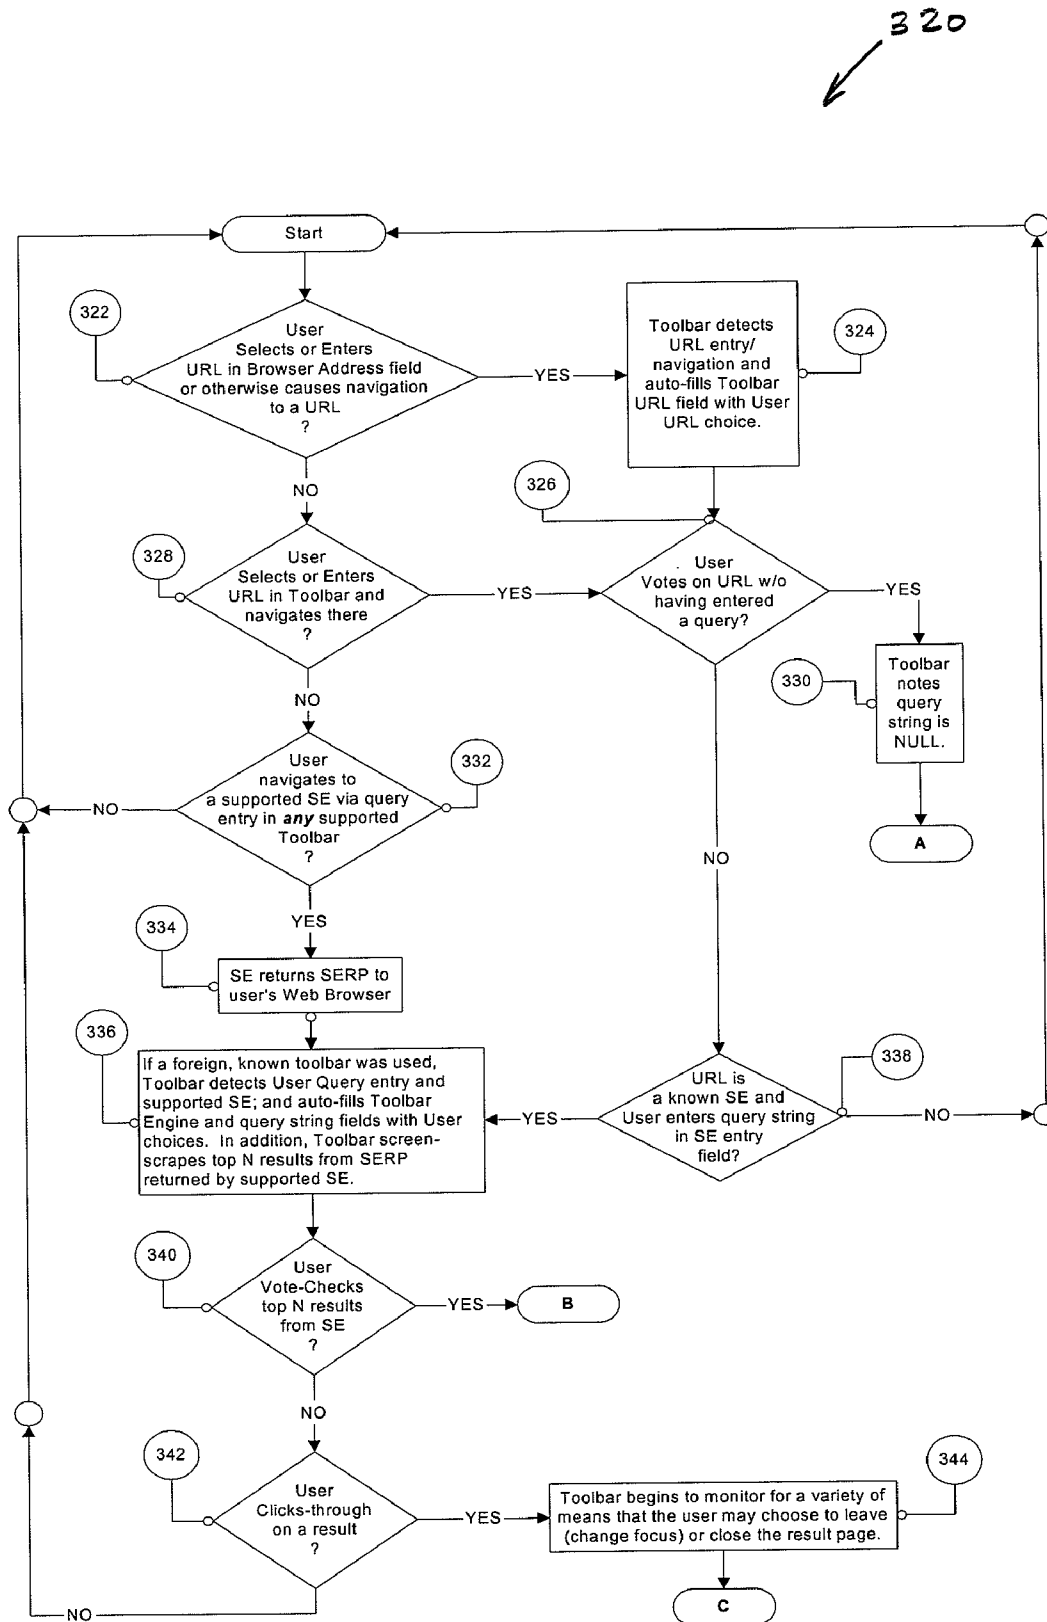 320
Start
322
User
Selects or Enters
URL in Browser Address field
or otherwise causes navigation
to a URL
?
YES
Toolbar detects
URL entry/
navigation and
auto-fills Toolbar
URL field with User
URL choice.
324
NO
326
328
User
Selects or Enters
URL in Toolbar and
navigates there
?
YES
User
Votes on URL w/o
having entered
a query?
YES
330
Toolbar
notes
query
string is
NULL.
A
NO
User
navigates to
a supported SE via query
entry in any supported
Toolbar
?
332
NO
NO
YES
334
SE returns SERP to
user's Web Browser
336
If a foreign, known toolbar was used,
Toolbar detects User Query entry and
supported SE; and auto-fills Toolbar
Engine and query string fields with User
choices. In addition, Toolbar screen-
scrapes top N results from SERP
returned by supported SE.
YES
URL is
a known SE and
User enters query string
in SE entry
field?
338
NO
340
User
Vote-Checks
top N results
from SE
?
YES
B
NO
342
User
Clicks-through
on a result
?
YES
Toolbar begins to monitor for a variety of
means that the user may choose to leave
(change focus) or close the result page.
344
C
NO